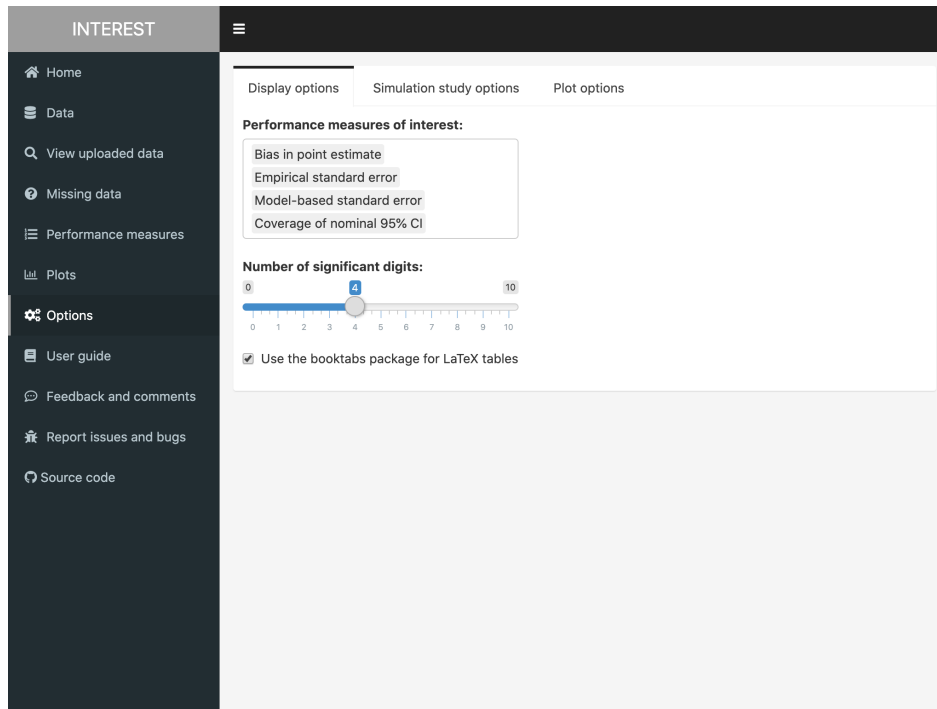 INTEREST
Home
Data
View uploaded data
Missing data
Performance measures
Plots
Options
User guide
Feedback and comments
Report issues and bugs
Source code
Display options Simulation study options Plot options
Performance measures of interest:
Bias in point estimate
Empirical standard error
Model-based standard error
Coverage of nominal 95% CI
Number of significant digits:
0 4 10
0 1 2 3 4 5 6 7 8 9 10
Use the booktabs package for LaTeX tables